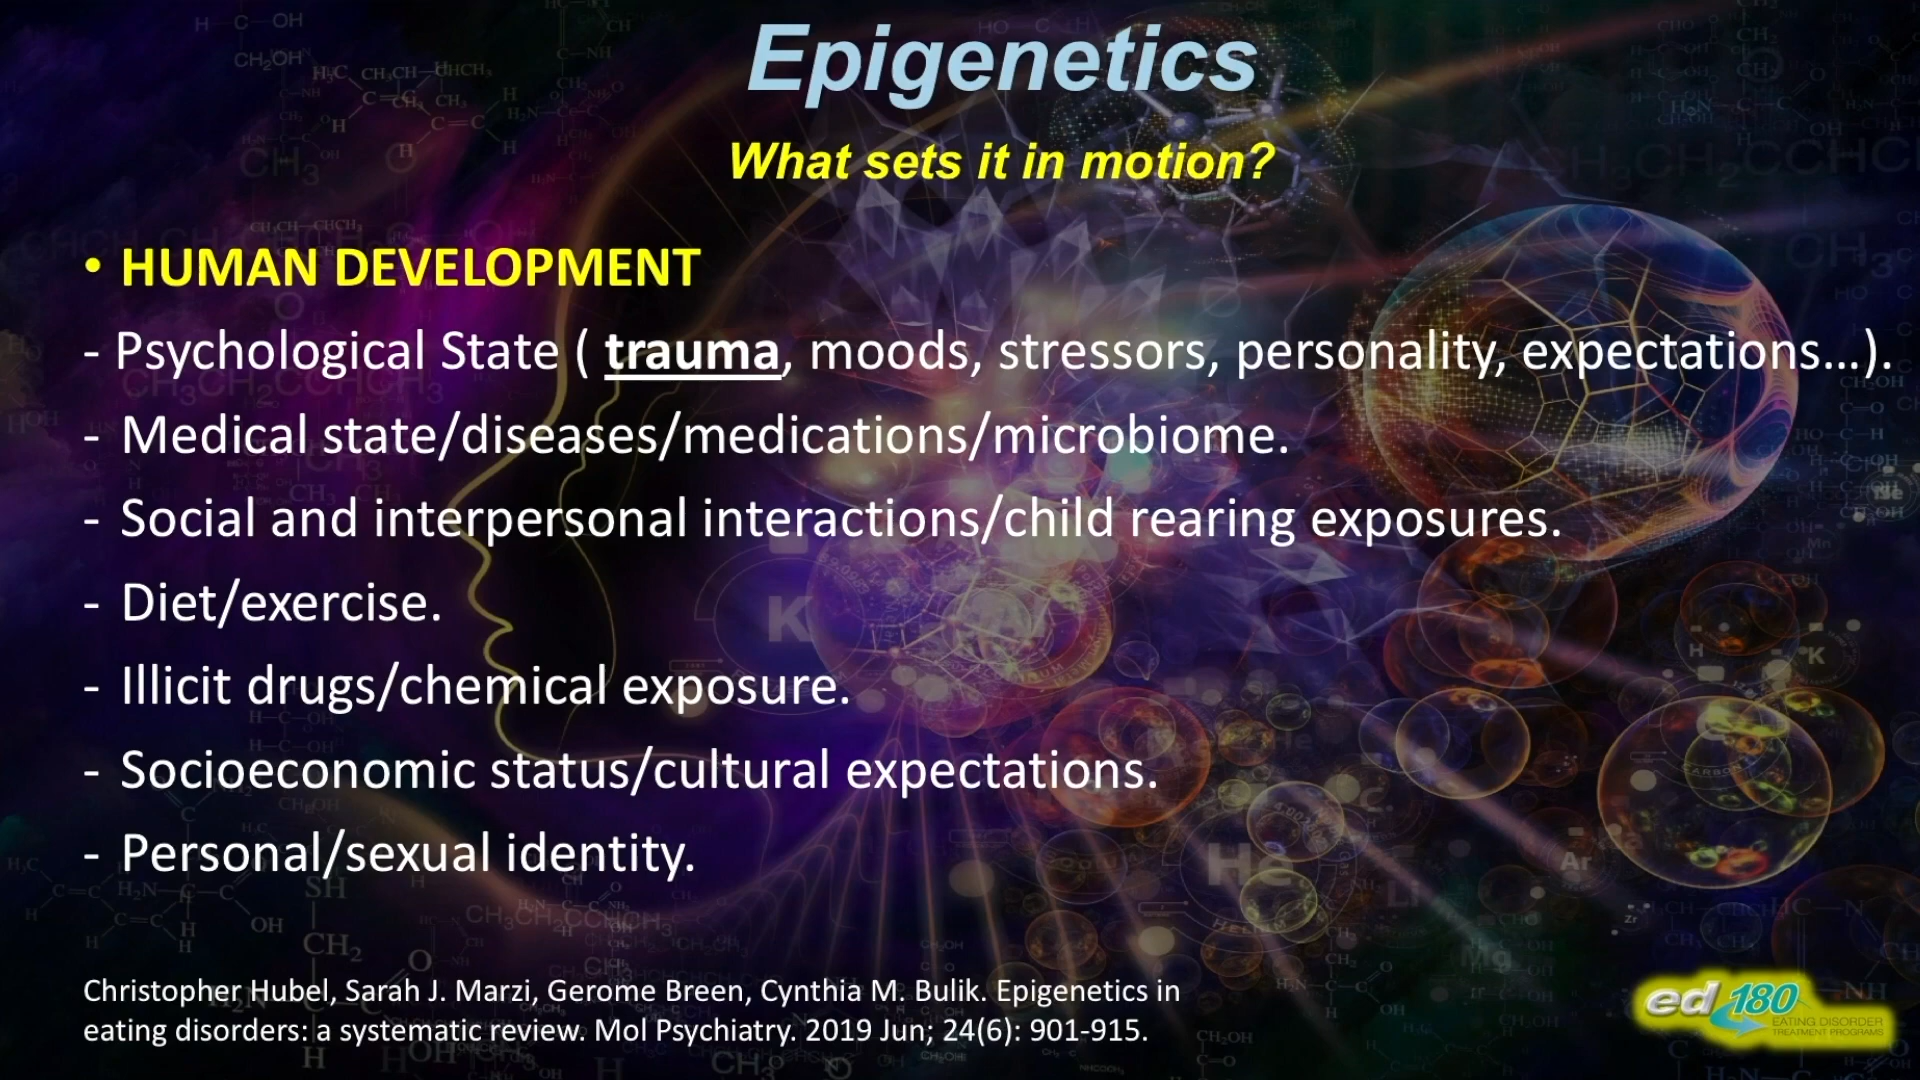 Epigenetics
What sets it in motion?
• HUMAN DEVELOPMENT
- Psychological State ( trauma, moods, stressors, personality, expectations...).
- Medical state/diseases/medications/microbiome.
- Social and interpersonal interactions/child rearing exposures.
- Diet/exercise.
- Illicit drugs/chemical exposure.
- Socioeconomic status/cultural expectations.
- Personal/sexual identity.
Christopher Hubel, Sarah J. Marzi, Gerome Breen, Cynthia M. Bulik. Epigenetics in
eating disorders: a systematic review. Mol Psychiatry. 2019 Jun; 24(6): 901-915.
ed 180
EATING DISORDER
TREATMENT PROGRAMS